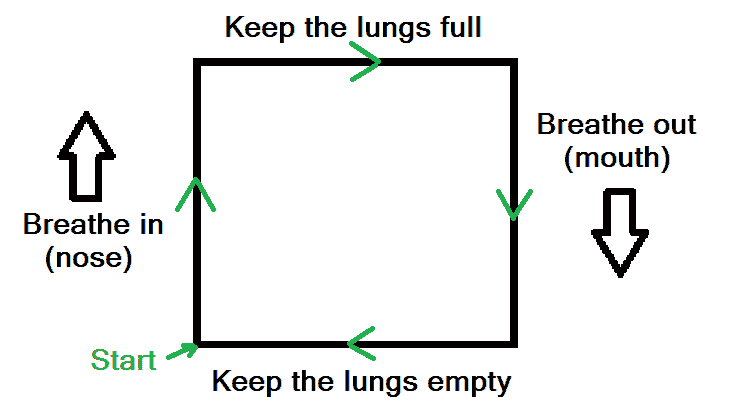 Keep the lungs full
Breathe out
(mouth)
Breathe in
(nose)
Start
Keep the lungs empty